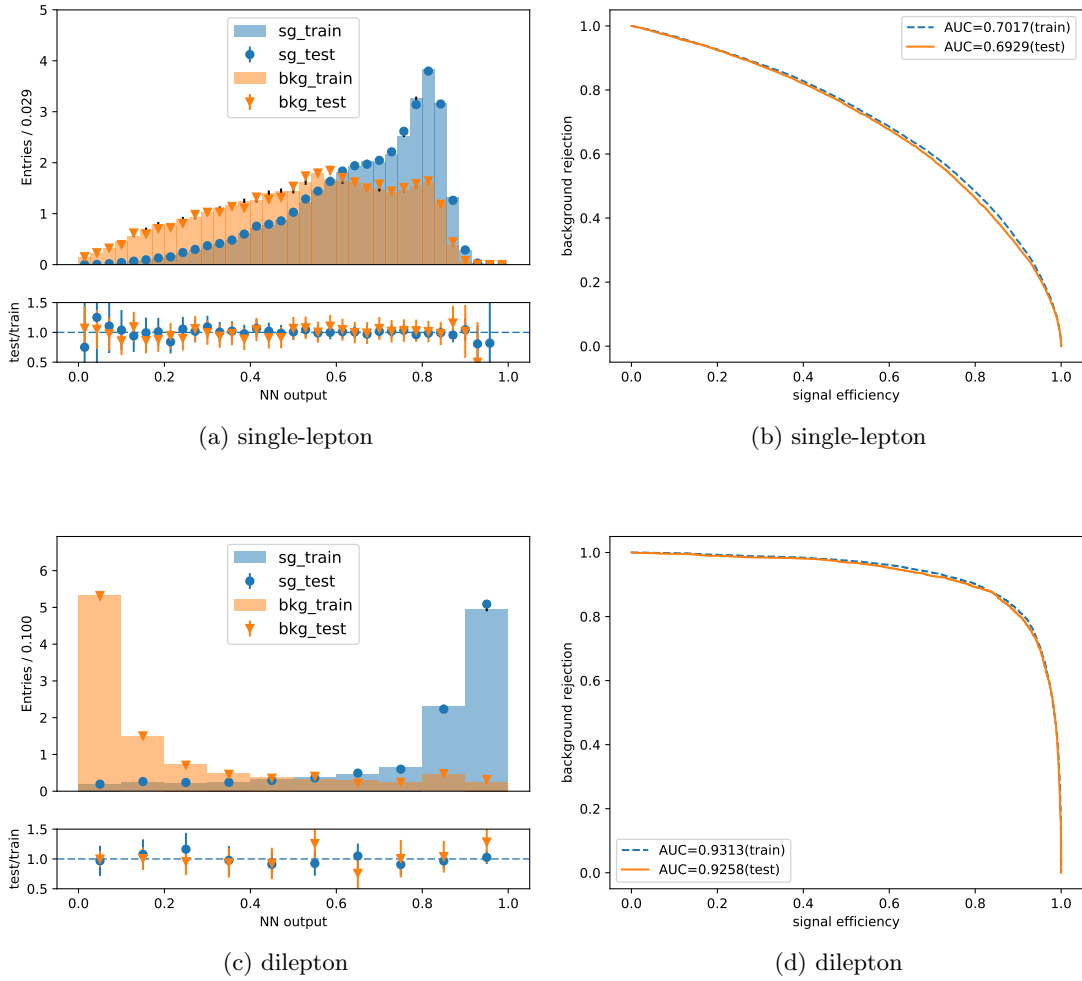 5
4
3
2
1
0
Entries / 0.029
sg_train
sg_test
bkg_train
bkg_test
1.5
1.0
0.5
test/train
0.0 0.2 0.4 0.6 0.8 1.0
NN output
(a) single-lepton
1.0
0.8
0.6
0.4
0.2
0.0
background rejection
AUC=0.7017(train)
AUC=0.6929(test)
0.0 0.2 0.4 0.6 0.8 1.0
signal efficiency
(b) single-lepton
6
5
4
3
2
1
0
Entries / 0.100
sg_train
sg_test
bkg_train
bkg_test
1.5
1.0
0.5
test/train
0.0 0.2 0.4 0.6 0.8 1.0
NN output
(c) dilepton
1.0
0.8
0.6
0.4
0.2
0.0
background rejection
AUC=0.9313(train)
AUC=0.9258(test)
0.0 0.2 0.4 0.6 0.8 1.0
signal efficiency
(d) dilepton